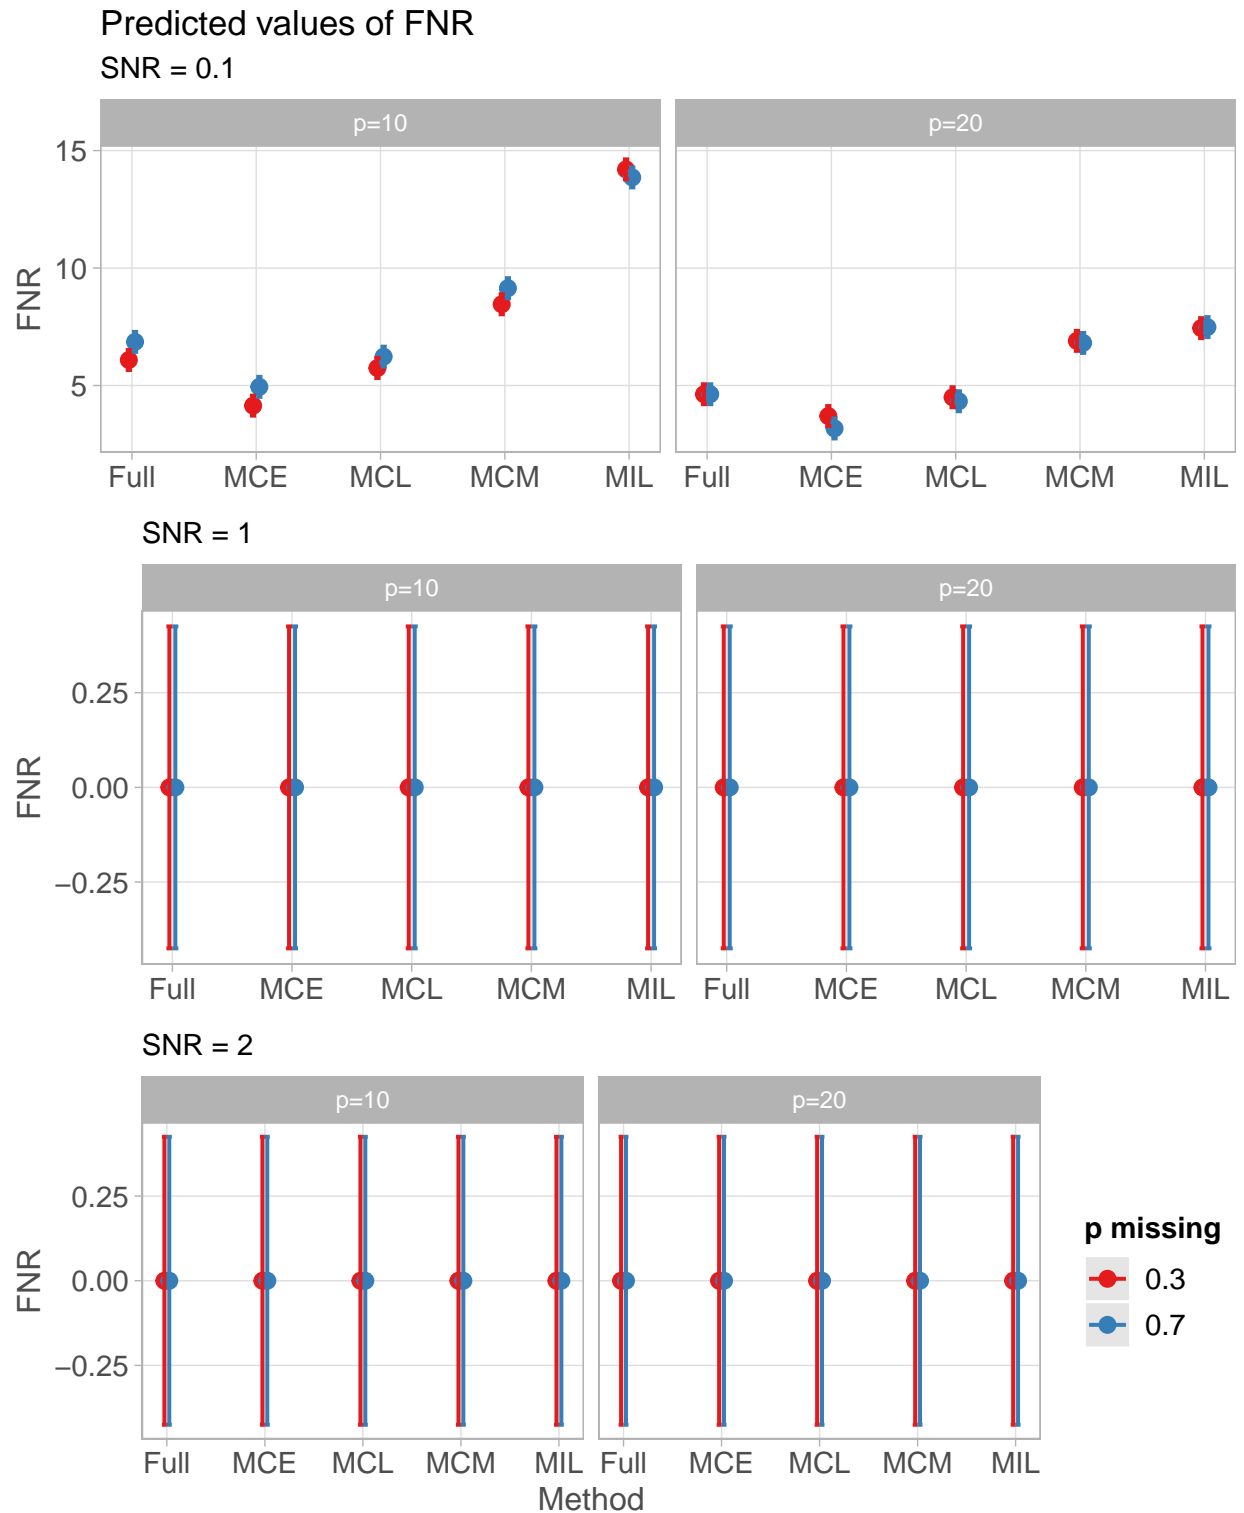 Predicted values of FNR
SNR = 0.1
p=10 p=20
15
10
5
FNR
Full MCE MCL MCM MIL Full MCE MCL MCM MIL
SNR = 1
p=10 p=20
0.25
0.00
−0.25
FNR
Full MCE MCL MCM MIL Full MCE MCL MCM MIL
SNR = 2
p=10 p=20
0.25
0.00
−0.25
FNR
Full MCE MCL MCM MIL Full MCE MCL MCM MIL
Method
p missing
0.3
0.7